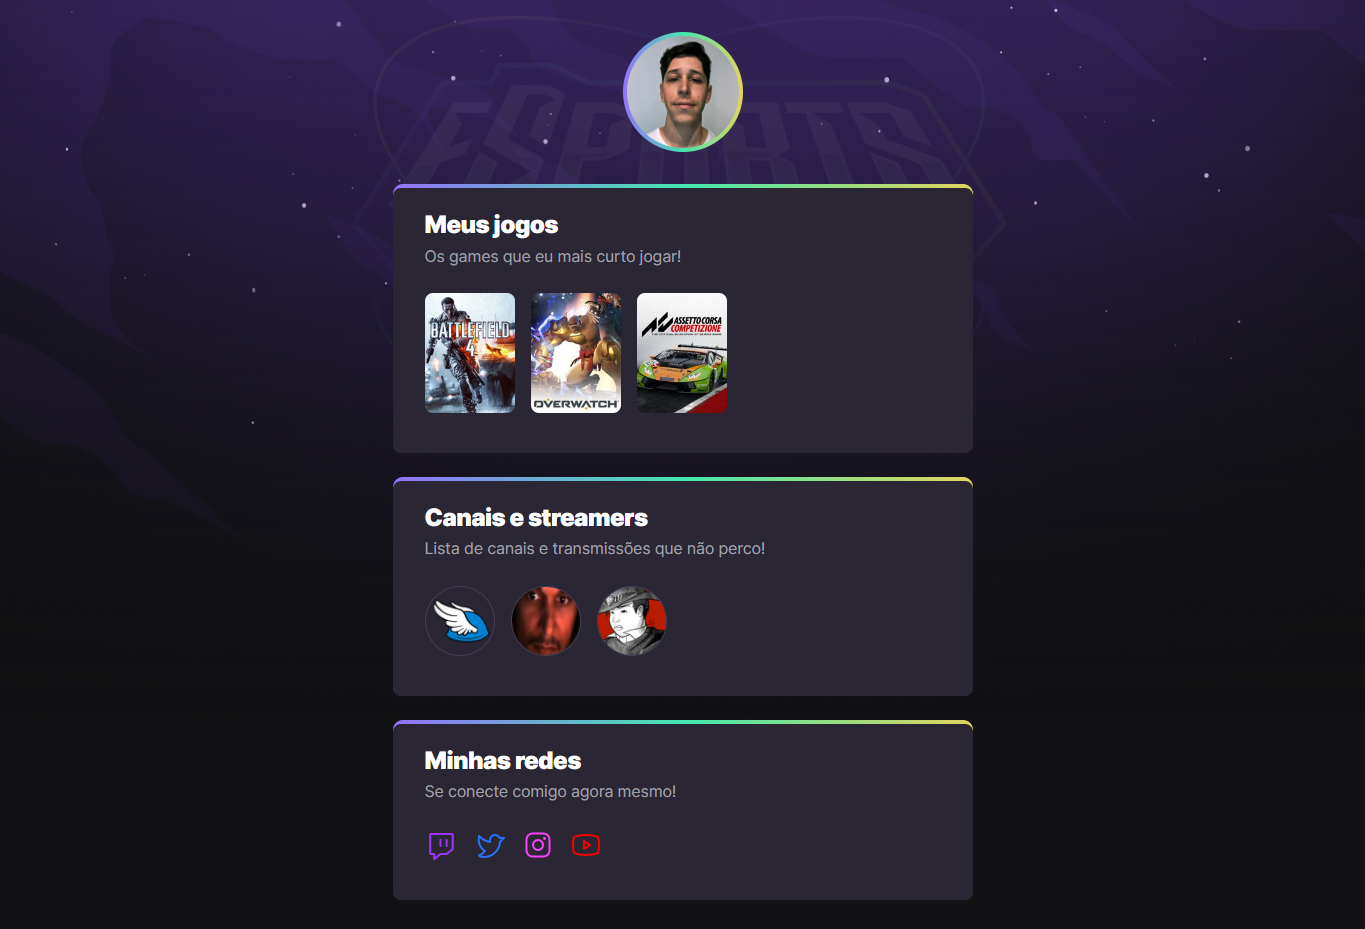 ESPORTS
Meus jogos
Os games que eu mais curto jogar!
BATTLEFIELD
4
OVERWATCH
ASSETTO CORSA
COMPETIZIONE
Canais e streamers
Lista de canais e transmissões que não perco!
Minhas redes
Se conecte comigo agora mesmo!